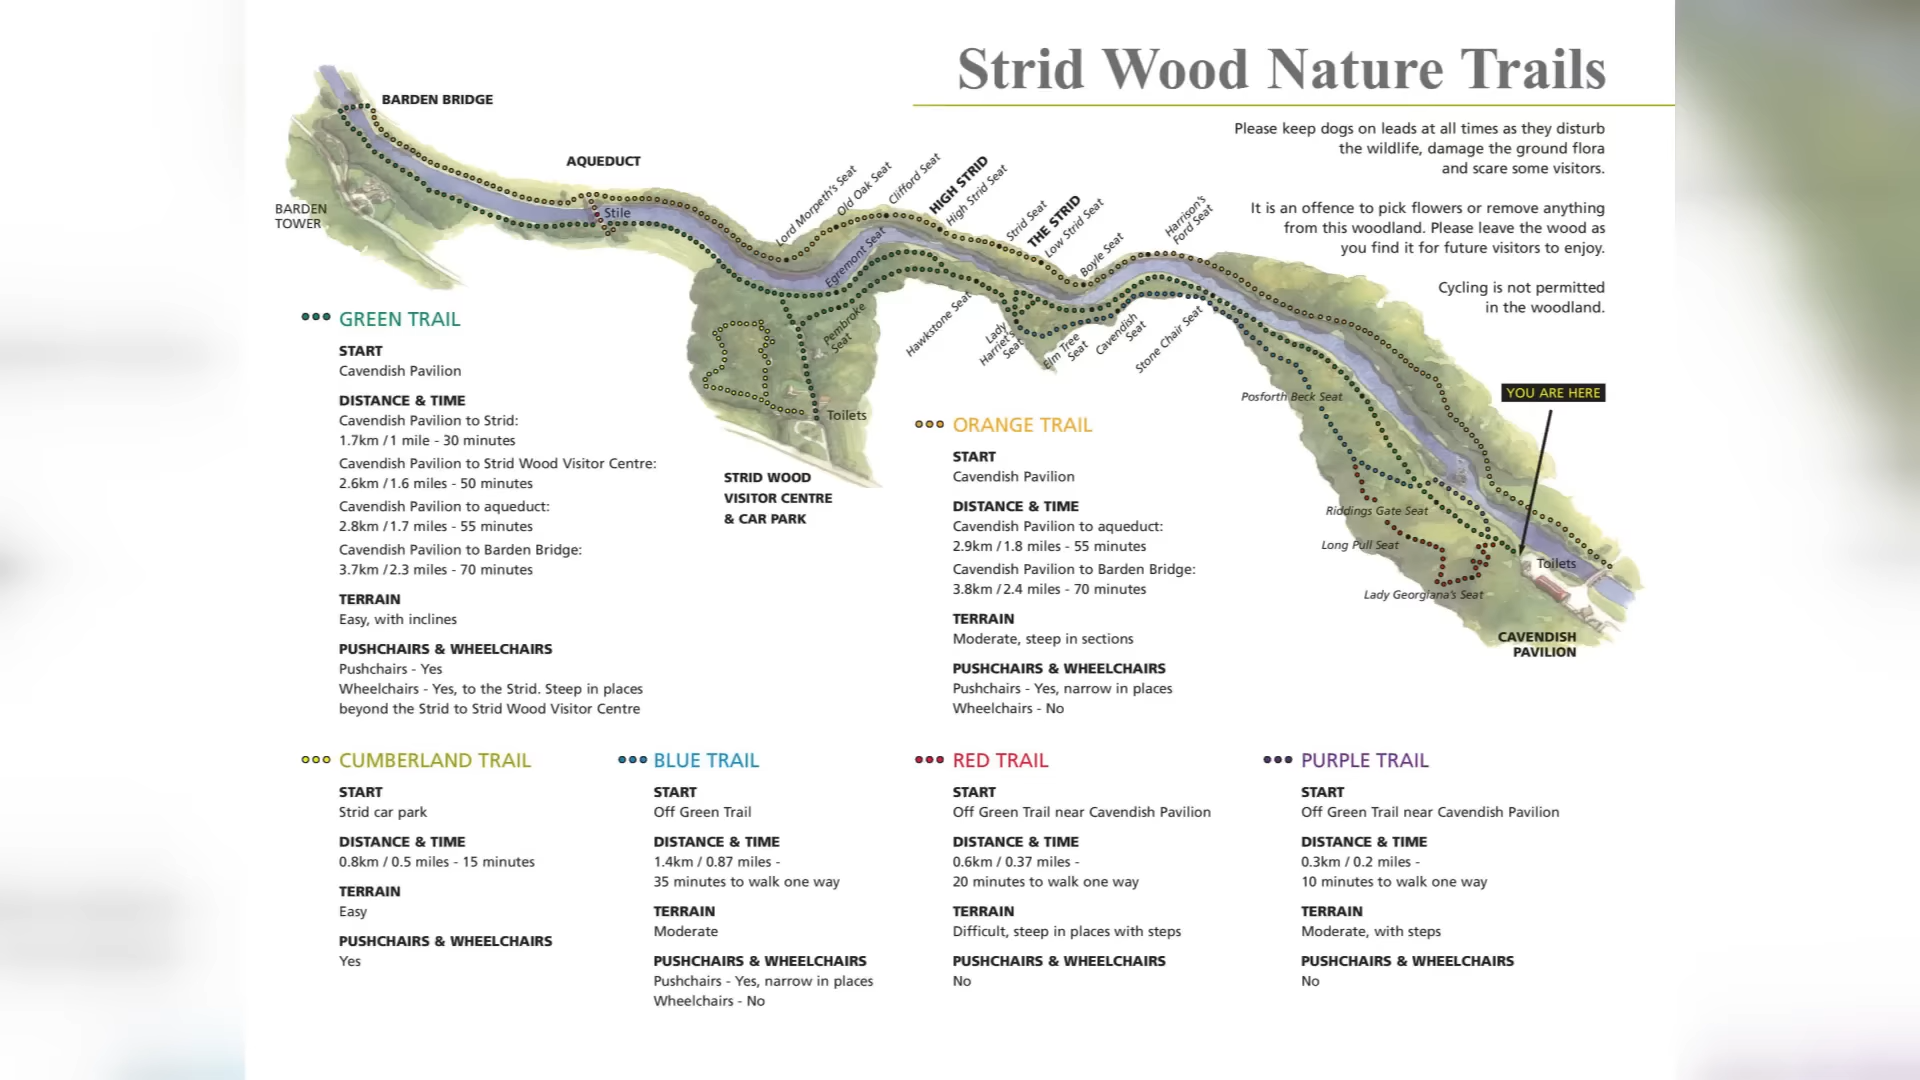 Strid Wood Nature Trails
Please keep dogs on leads at all times as they disturb
the wildlife, damage the ground flora
and scare some visitors.
It is an offence to pick flowers or remove anything
from this woodland. Please leave the wood as
you find it for future visitors to enjoy.
Cycling is not permitted
in the woodland.
BARDEN BRIDGE
AQUEDUCT
BARDEN
TOWER
Stile
Lord Morpeth's Seat
Old Oak Seat
Clifford Seat
HIGH STRID
High Strid Seat
Strid Seat
THE STRID
Low Strid Seat
Boyle Seat
Harrison's
Ford Seat
Egremont Seat
Pembroke
Seat
Hawkstone Seat
Lady
Harriet's
Seat
Elm Tree
Seat
Cavendish
Seat
Stone Chair Seat
Posforth Beck Seat
YOU ARE HERE
Toilets
STRID WOOD
VISITOR CENTRE
& CAR PARK
Riddings Gate Seat
Long Pull Seat
Lady Georgiana's Seat
Toilets
CAVENDISH
PAVILION
GREEN TRAIL
START
Cavendish Pavilion
DISTANCE & TIME
Cavendish Pavilion to Strid:
1.7km / 1 mile - 30 minutes
Cavendish Pavilion to Strid Wood Visitor Centre:
2.6km / 1.6 miles - 50 minutes
Cavendish Pavilion to aqueduct:
2.8km / 1.7 miles - 55 minutes
Cavendish Pavilion to Barden Bridge:
3.7km / 2.3 miles - 70 minutes
TERRAIN
Easy, with inclines
PUSHCHAIRS & WHEELCHAIRS
Pushchairs - Yes
Wheelchairs - Yes, to the Strid. Steep in places
beyond the Strid to Strid Wood Visitor Centre
ORANGE TRAIL
START
Cavendish Pavilion
DISTANCE & TIME
Cavendish Pavilion to aqueduct:
2.9km / 1.8 miles - 55 minutes
Cavendish Pavilion to Barden Bridge:
3.8km / 2.4 miles - 70 minutes
TERRAIN
Moderate, steep in sections
PUSHCHAIRS & WHEELCHAIRS
Pushchairs - Yes, narrow in places
Wheelchairs - No
CUMBERLAND TRAIL
START
Strid car park
DISTANCE & TIME
0.8km / 0.5 miles - 15 minutes
TERRAIN
Easy
PUSHCHAIRS & WHEELCHAIRS
Yes
BLUE TRAIL
START
Off Green Trail
DISTANCE & TIME
1.4km / 0.87 miles -
35 minutes to walk one way
TERRAIN
Moderate
PUSHCHAIRS & WHEELCHAIRS
Pushchairs - Yes, narrow in places
Wheelchairs - No
RED TRAIL
START
Off Green Trail near Cavendish Pavilion
DISTANCE & TIME
0.6km / 0.37 miles -
20 minutes to walk one way
TERRAIN
Difficult, steep in places with steps
PUSHCHAIRS & WHEELCHAIRS
No
PURPLE TRAIL
START
Off Green Trail near Cavendish Pavilion
DISTANCE & TIME
0.3km / 0.2 miles -
10 minutes to walk one way
TERRAIN
Moderate, with steps
PUSHCHAIRS & WHEELCHAIRS
No